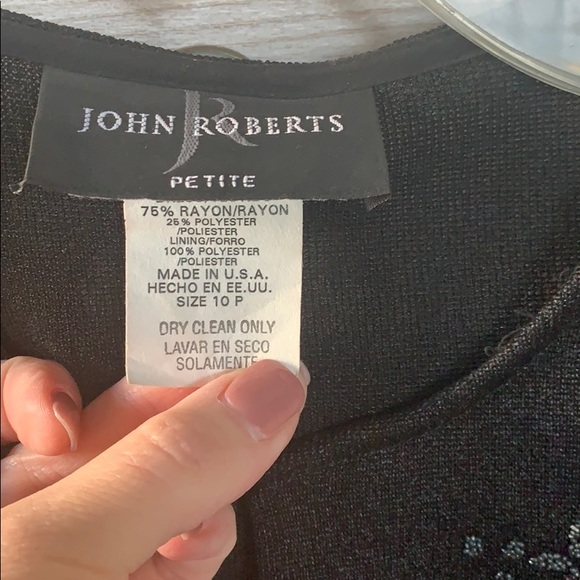 JOHN ROBERTS
PETITE
75% RAYON/RAYON
25% POLYESTER
/POLIESTER
LINING/FORRO
100% POLYESTER
/POLIESTER
MADE IN U.S.A.
HECHO EN EE.UU.
SIZE 10 P
DRY CLEAN ONLY
LAVAR EN SECO
SOLAMENTE